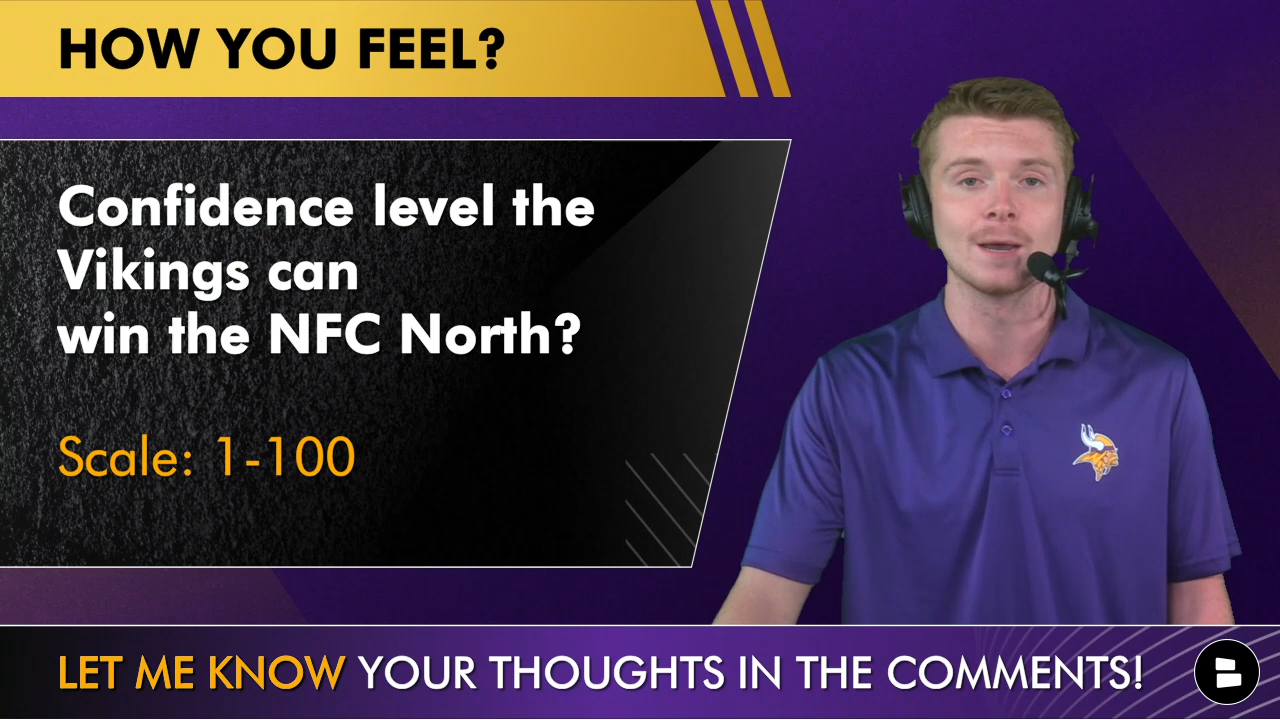 HOW YOU FEEL?
Confidence level the
Vikings can
win the NFC North?
Scale: 1-100
LET ME KNOW YOUR THOUGHTS IN THE COMMENTS!